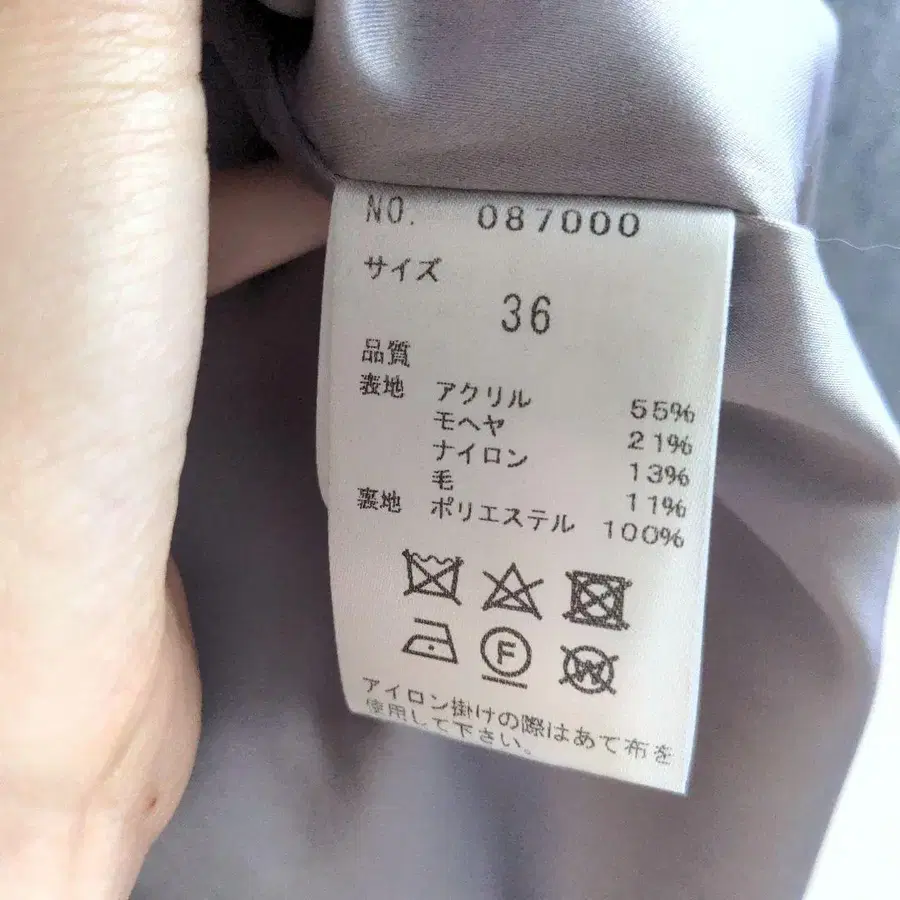 NO. 087000
サイズ
36
品質
表地 アクリル 55%
モヘヤ 21%
ナイロン 13%
毛 11%
裏地 ポリエステル 100%
F
W
アイロン掛けの際はあて布を
使用して下さい。